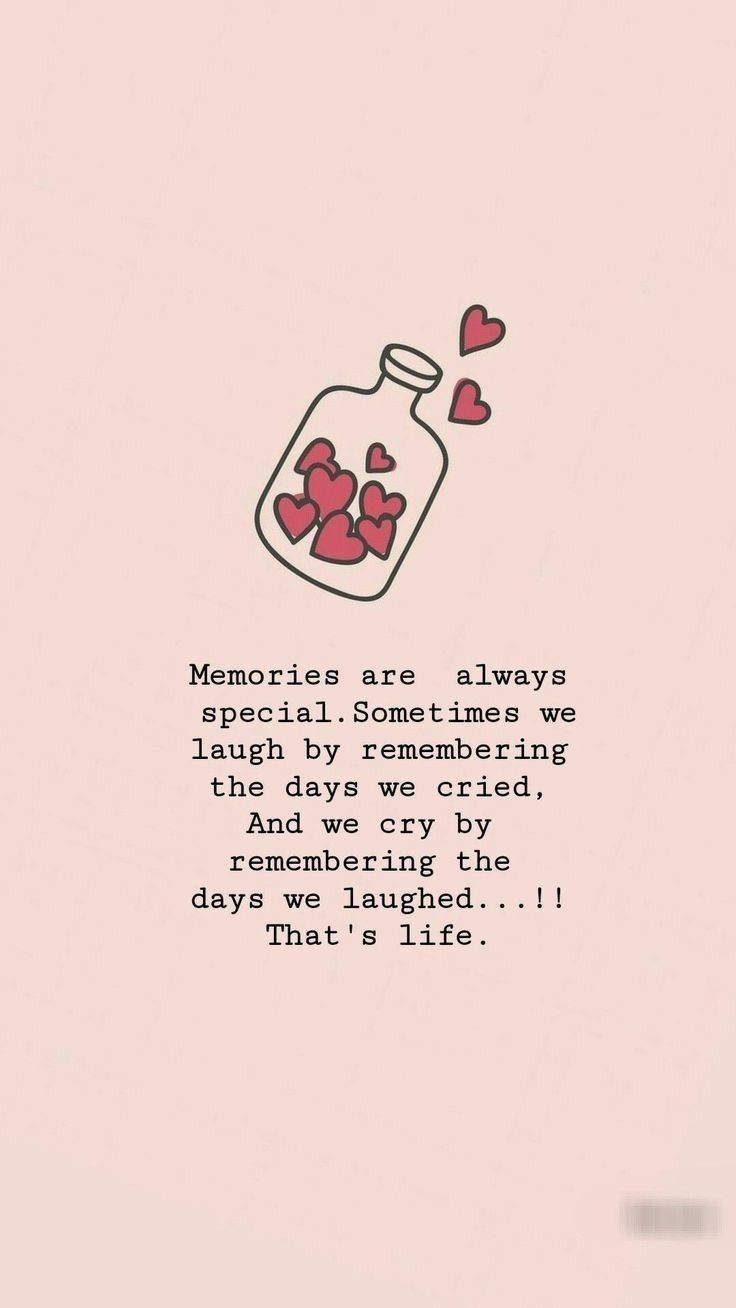 Memories are  always
special.Sometimes we
laugh by remembering
the days we cried,
And we cry by
remembering the
days we laughed...!!
That's life.